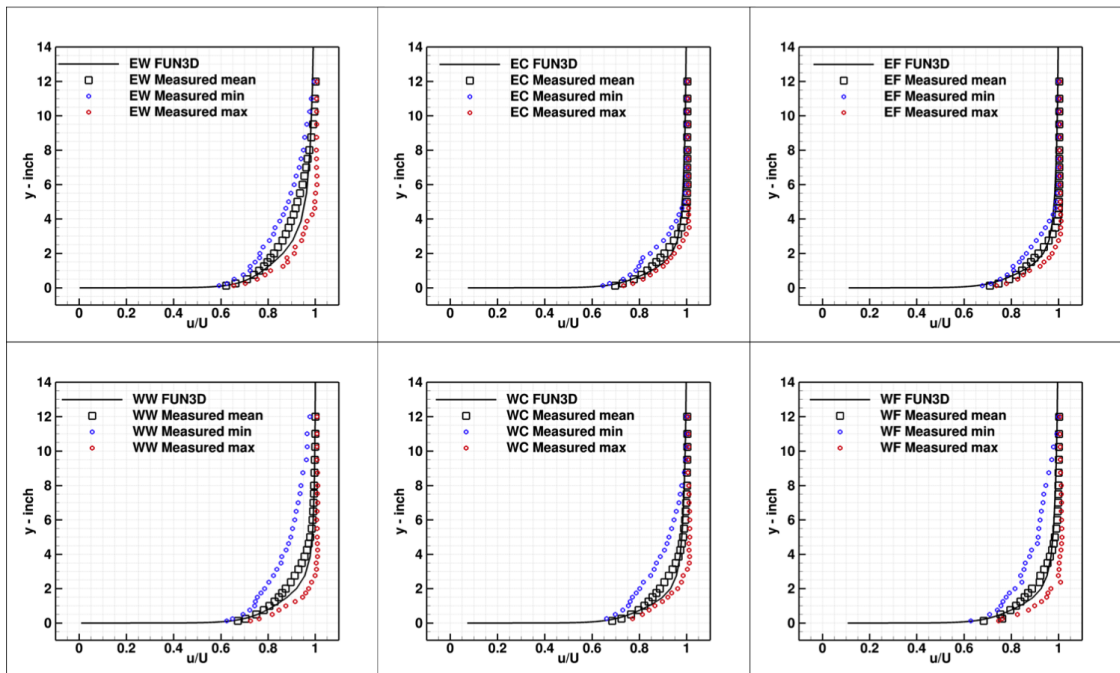 14
12
10
8
6
4
2
0
y - inch
EW FUN3D
EW Measured mean
EW Measured min
EW Measured max
0 0.2 0.4 0.6 0.8 1
u/U
14
12
10
8
6
4
2
0
y - inch
EC FUN3D
EC Measured mean
EC Measured min
EC Measured max
0 0.2 0.4 0.6 0.8 1
u/U
14
12
10
8
6
4
2
0
y - inch
EF FUN3D
EF Measured mean
EF Measured min
EF Measured max
0 0.2 0.4 0.6 0.8 1
u/U
14
12
10
8
6
4
2
0
y - inch
WW FUN3D
WW Measured mean
WW Measured min
WW Measured max
0 0.2 0.4 0.6 0.8 1
u/U
14
12
10
8
6
4
2
0
y - inch
WC FUN3D
WC Measured mean
WC Measured min
WC Measured max
0 0.2 0.4 0.6 0.8 1
u/U
14
12
10
8
6
4
2
0
y - inch
WF FUN3D
WF Measured mean
WF Measured min
WF Measured max
0 0.2 0.4 0.6 0.8 1
u/U